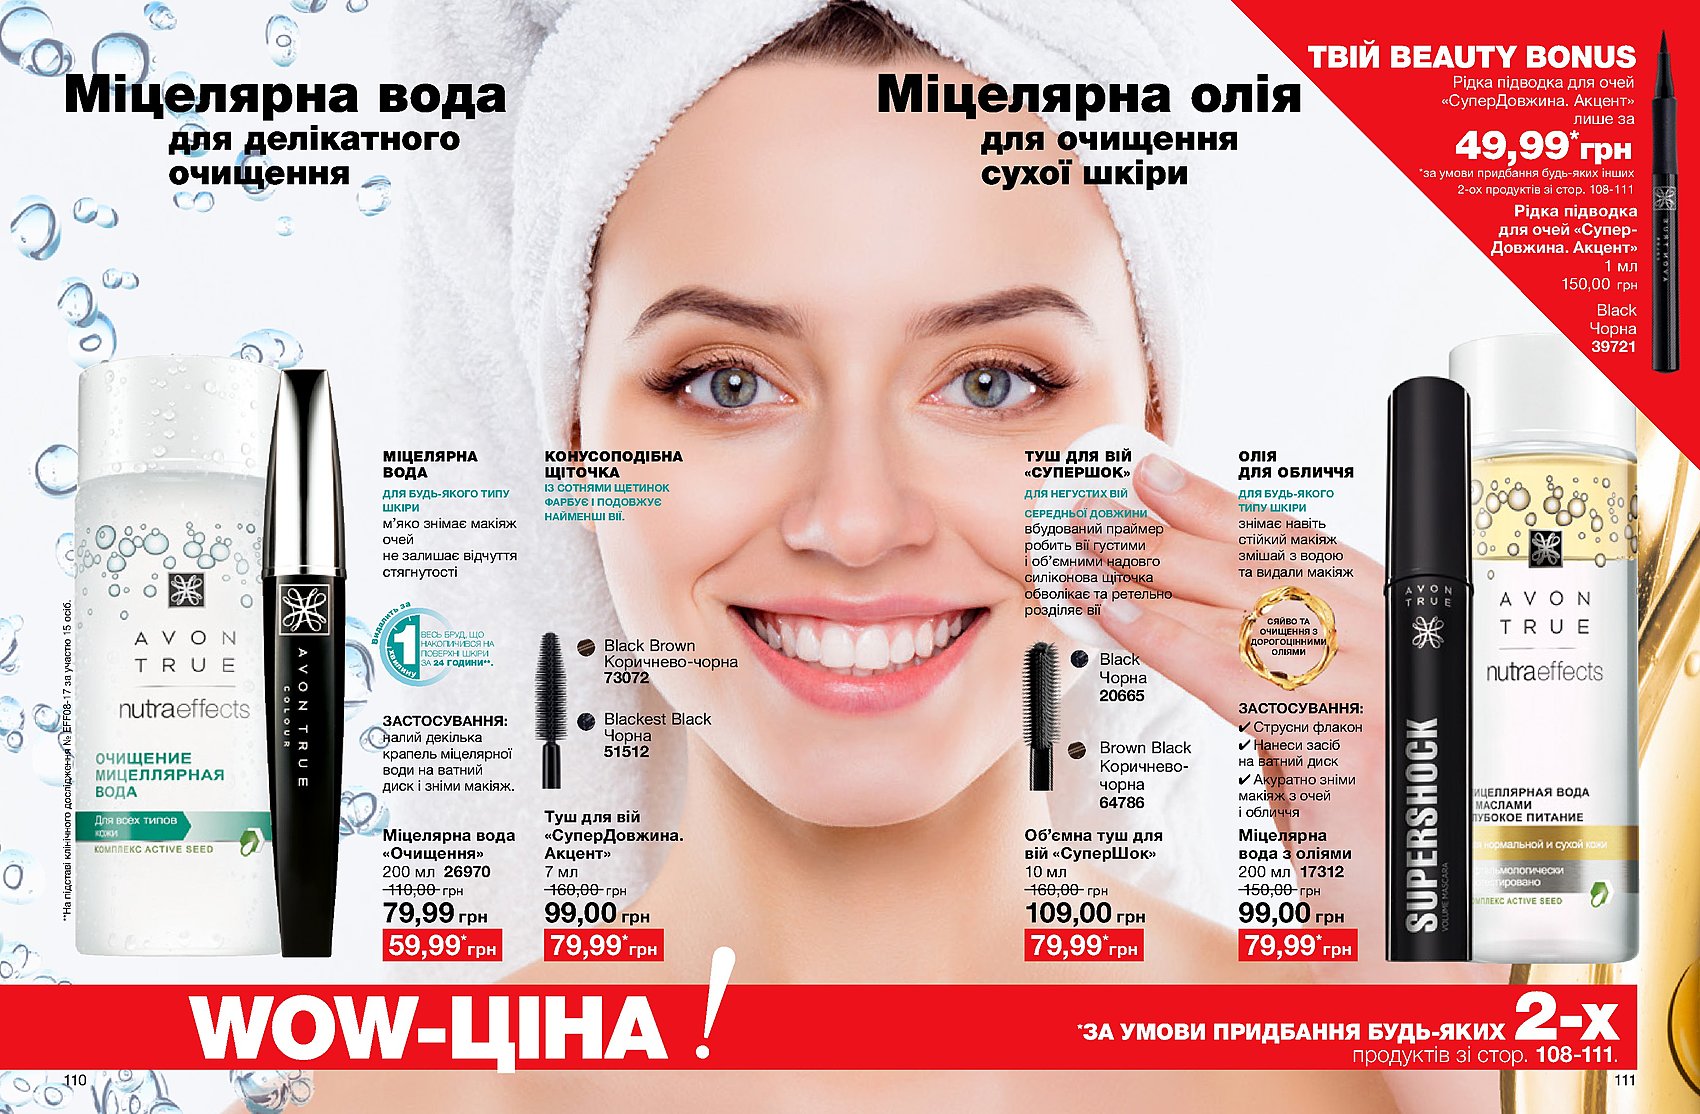 Міцелярна вода
для делікатного
очищення
Міцелярна олія
для очищення
сухої шкіри
ТВІЙ BEAUTY BONUS
Рідка підводка для очей
«СуперДовжина. Акцент»
лише за
49,99*грн
*за умови придбання будь-яких інших
2-ох продуктів зі стор. 108-111
Рідка підводка
для очей «Супер-
Довжина. Акцент»
1 мл
150,00 грн
Black
Чорна
39721
AVON TRUE
МІЦЕЛЯРНА
ВОДА
ДЛЯ БУДЬ-ЯКОГО ТИПУ
ШКІРИ
м'яко знімає макіяж
очей
не залишає відчуття
стягнутості
Видаліть за
1
хвилину
ВЕСЬ БРУД, ЩО
НАКОПИЧИВСЯ НА
ПОВЕРХНІ ШКІРИ
ЗА 24 ГОДИНИ**.
ЗАСТОСУВАННЯ:
налий декілька
крапель міцелярної
води на ватний
диск і зніми макіяж.
Міцелярна вода
«Очищення»
200 мл 26970
110,00 грн
79,99 грн
59,99*грн
КОНУСОПОДІБНА
ЩІТОЧКА
ІЗ СОТНЯМИ ЩЕТИНОК
ФАРБУЄ І ПОДОВЖУЄ
НАЙМЕНШІ ВІЇ.
Black Brown
Коричнево-чорна
73072
Blackest Black
Чорна
51512
Туш для вій
«СуперДовжина.
Акцент»
7 мл
160,00 грн
99,00 грн
79,99*грн
ТУШ ДЛЯ ВІЙ
«СУПЕРШОК»
ДЛЯ НЕГУСТИХ ВІЙ
СЕРЕДНЬОЇ ДОВЖИНИ
вбудований праймер
робить вії густими
і об'ємними надовго
силіконова щіточка
обволікає та ретельно
розділяє вії
Black
Чорна
20665
Brown Black
Коричнево-
чорна
64786
Об'ємна туш для
вій «СуперШок»
10 мл
160,00 грн
109,00 грн
79,99*грн
ОЛІЯ
ДЛЯ ОБЛИЧЧЯ
ДЛЯ БУДЬ-ЯКОГО
ТИПУ ШКІРИ
знімає навіть
стійкий макіяж
змішай з водою
та видали макіяж
СЯЙВО ТА
ОЧИЩЕННЯ З
ДОРОГОЦІННИМИ
ОЛІЯМИ
ЗАСТОСУВАННЯ:
✔ Струсни флакон
✔ Нанеси засіб
на ватний диск
✔ Акуратно зніми
макіяж з очей
і обличчя
Міцелярна
вода з оліями
200 мл 17312
150,00 грн
99,00 грн
79,99*грн
AVON
TRUE
nutraeffects
ОЧИЩЕНИЕ
МИЦЕЛЛЯРНАЯ
ВОДА
Для всех типов
кожи
КОМПЛЕКС ACTIVE SEED
AVON TRUE
COLOUR
AVON
TRUE
SUPERSHOCK
VOLUME MASCARA
AVON
TRUE
nutraeffects
ИЦЕЛЛЯРНАЯ ВОДА
МАСЛАМИ
ЛУБОКОЕ ПИТАНИЕ
нормальной и сухой кожи
КОМПЛЕКС ACTIVE SEED
**На підставі клінічного дослідження № EFF08-17 за участю 15 осіб.
WOW-ЦІНА!
*ЗА УМОВИ ПРИДБАННЯ БУДЬ-ЯКИХ 2-х
продуктів зі стор. 108-111.
110
111